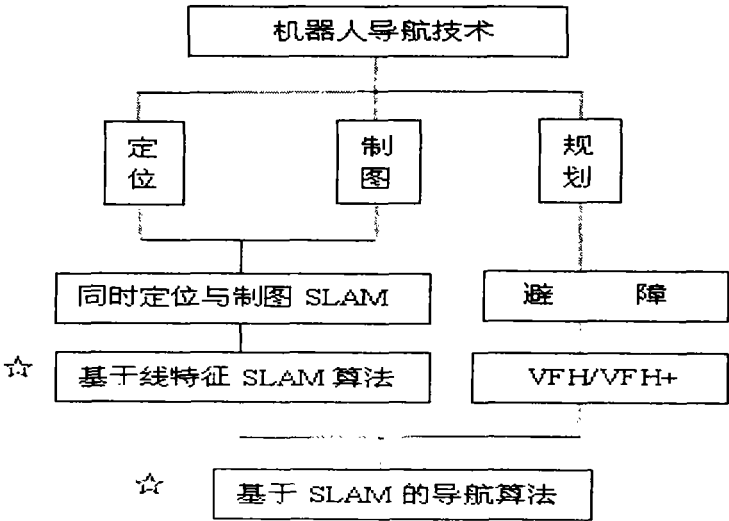 机器人导航技术
定位
制图
规划
同时定位与制图 SLAM
避 障
基于线特征 SLAM 算法
VFH/VFH+
基于 SLAM 的导航算法